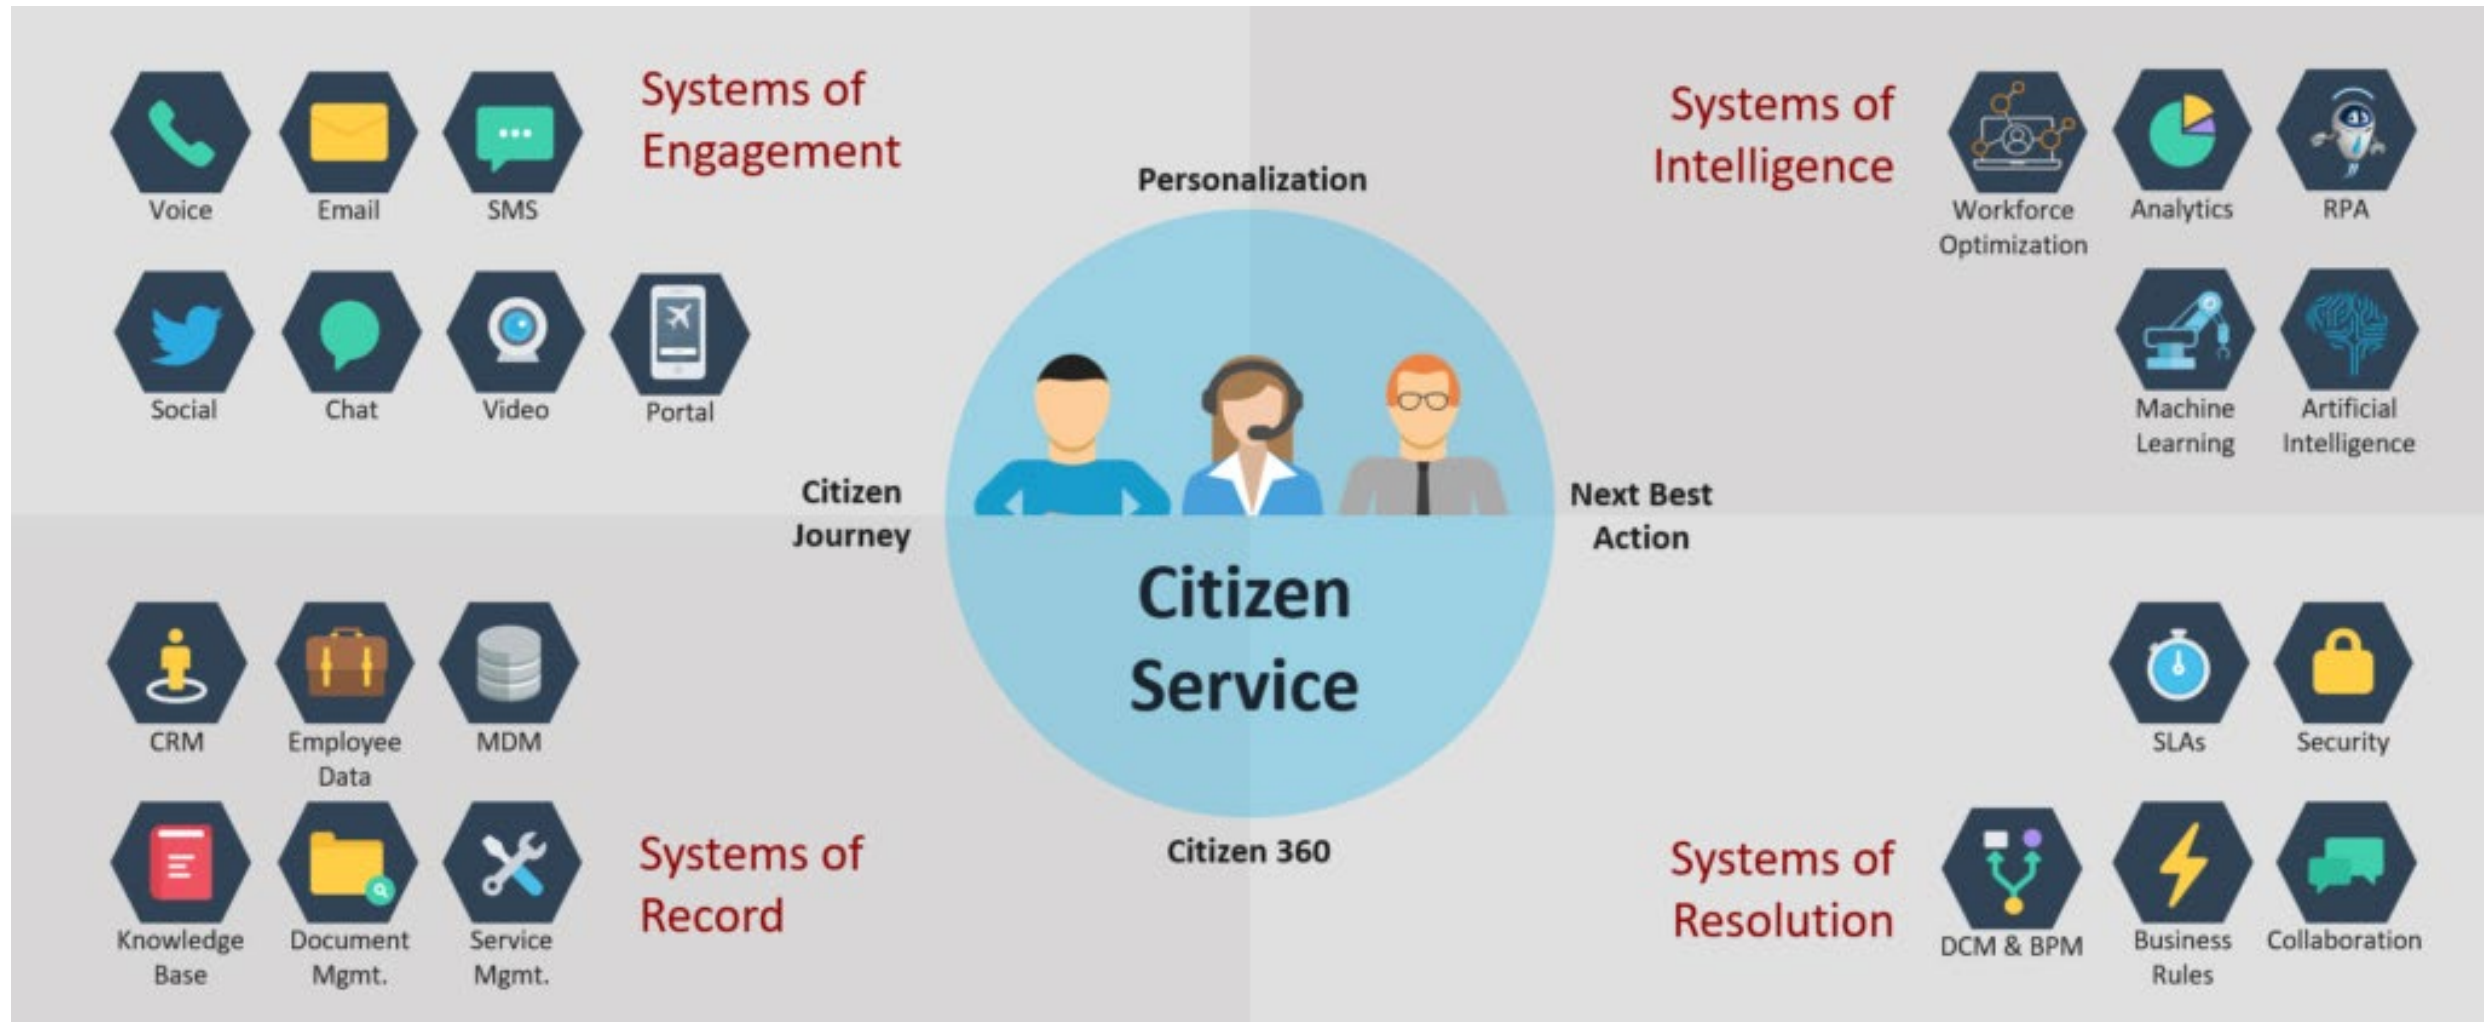 Systems of
Engagement
Voice
Email
SMS
Social
Chat
Video
Portal
Personalization
Systems of
Intelligence
Workforce
Optimization
Analytics
RPA
Machine
Learning
Artificial
Intelligence
Citizen
Journey
Next Best
Action
Citizen
Service
Citizen 360
CRM
Employee
Data
MDM
Knowledge
Base
Document
Mgmt.
Service
Mgmt.
Systems of
Record
SLAs
Security
Systems of
Resolution
DCM & BPM
Business
Rules
Collaboration